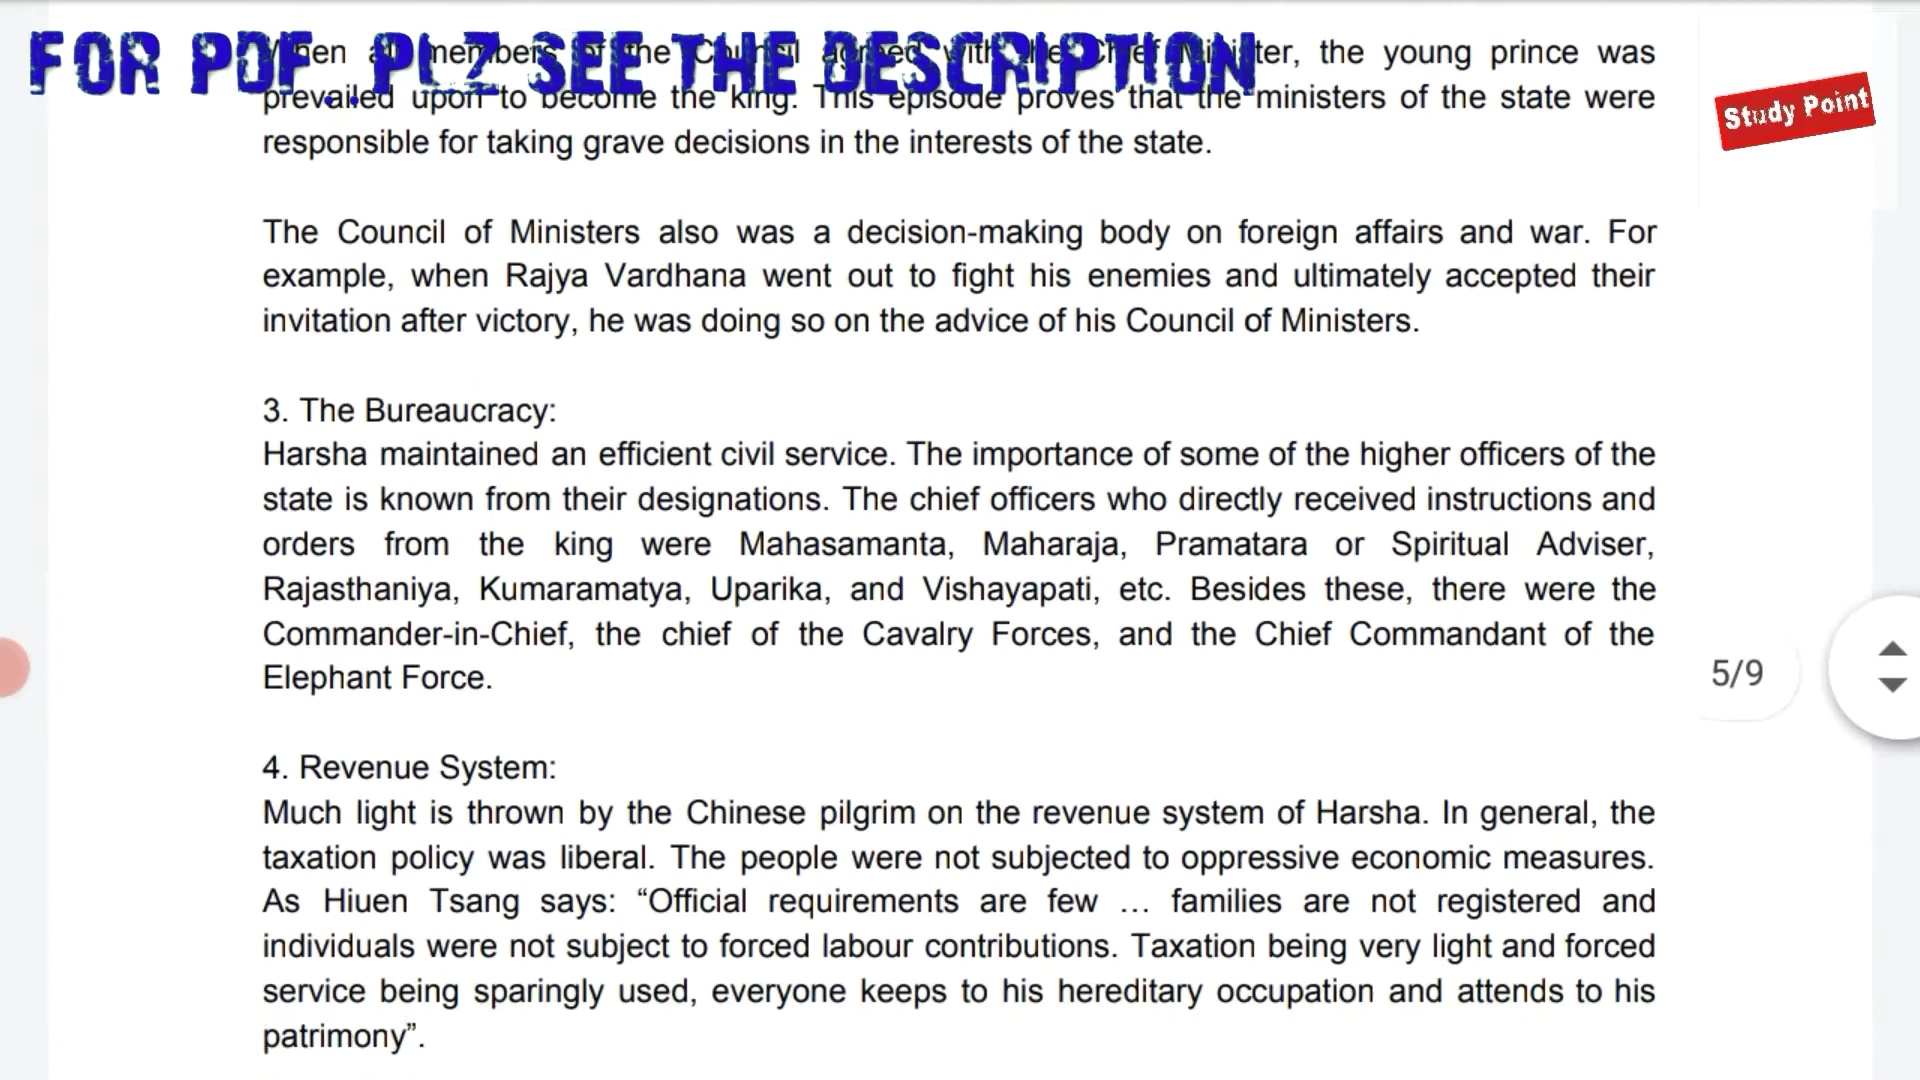 FOR PDF.. PLZ SEE THE DESCRIPTION
When all members of the Council agreed with the Chief Minister, the young prince was
prevailed upon to become the king. This episode proves that the ministers of the state were
responsible for taking grave decisions in the interests of the state.
Study Point
The Council of Ministers also was a decision-making body on foreign affairs and war. For
example, when Rajya Vardhana went out to fight his enemies and ultimately accepted their
invitation after victory, he was doing so on the advice of his Council of Ministers.
3. The Bureaucracy:
Harsha maintained an efficient civil service. The importance of some of the higher officers of the
state is known from their designations. The chief officers who directly received instructions and
orders from the king were Mahasamanta, Maharaja, Pramatara or Spiritual Adviser,
Rajasthaniya, Kumaramatya, Uparika, and Vishayapati, etc. Besides these, there were the
Commander-in-Chief, the chief of the Cavalry Forces, and the Chief Commandant of the
Elephant Force.
5/9
4. Revenue System:
Much light is thrown by the Chinese pilgrim on the revenue system of Harsha. In general, the
taxation policy was liberal. The people were not subjected to oppressive economic measures.
As Hiuen Tsang says: “Official requirements are few … families are not registered and
individuals were not subject to forced labour contributions. Taxation being very light and forced
service being sparingly used, everyone keeps to his hereditary occupation and attends to his
patrimony”.